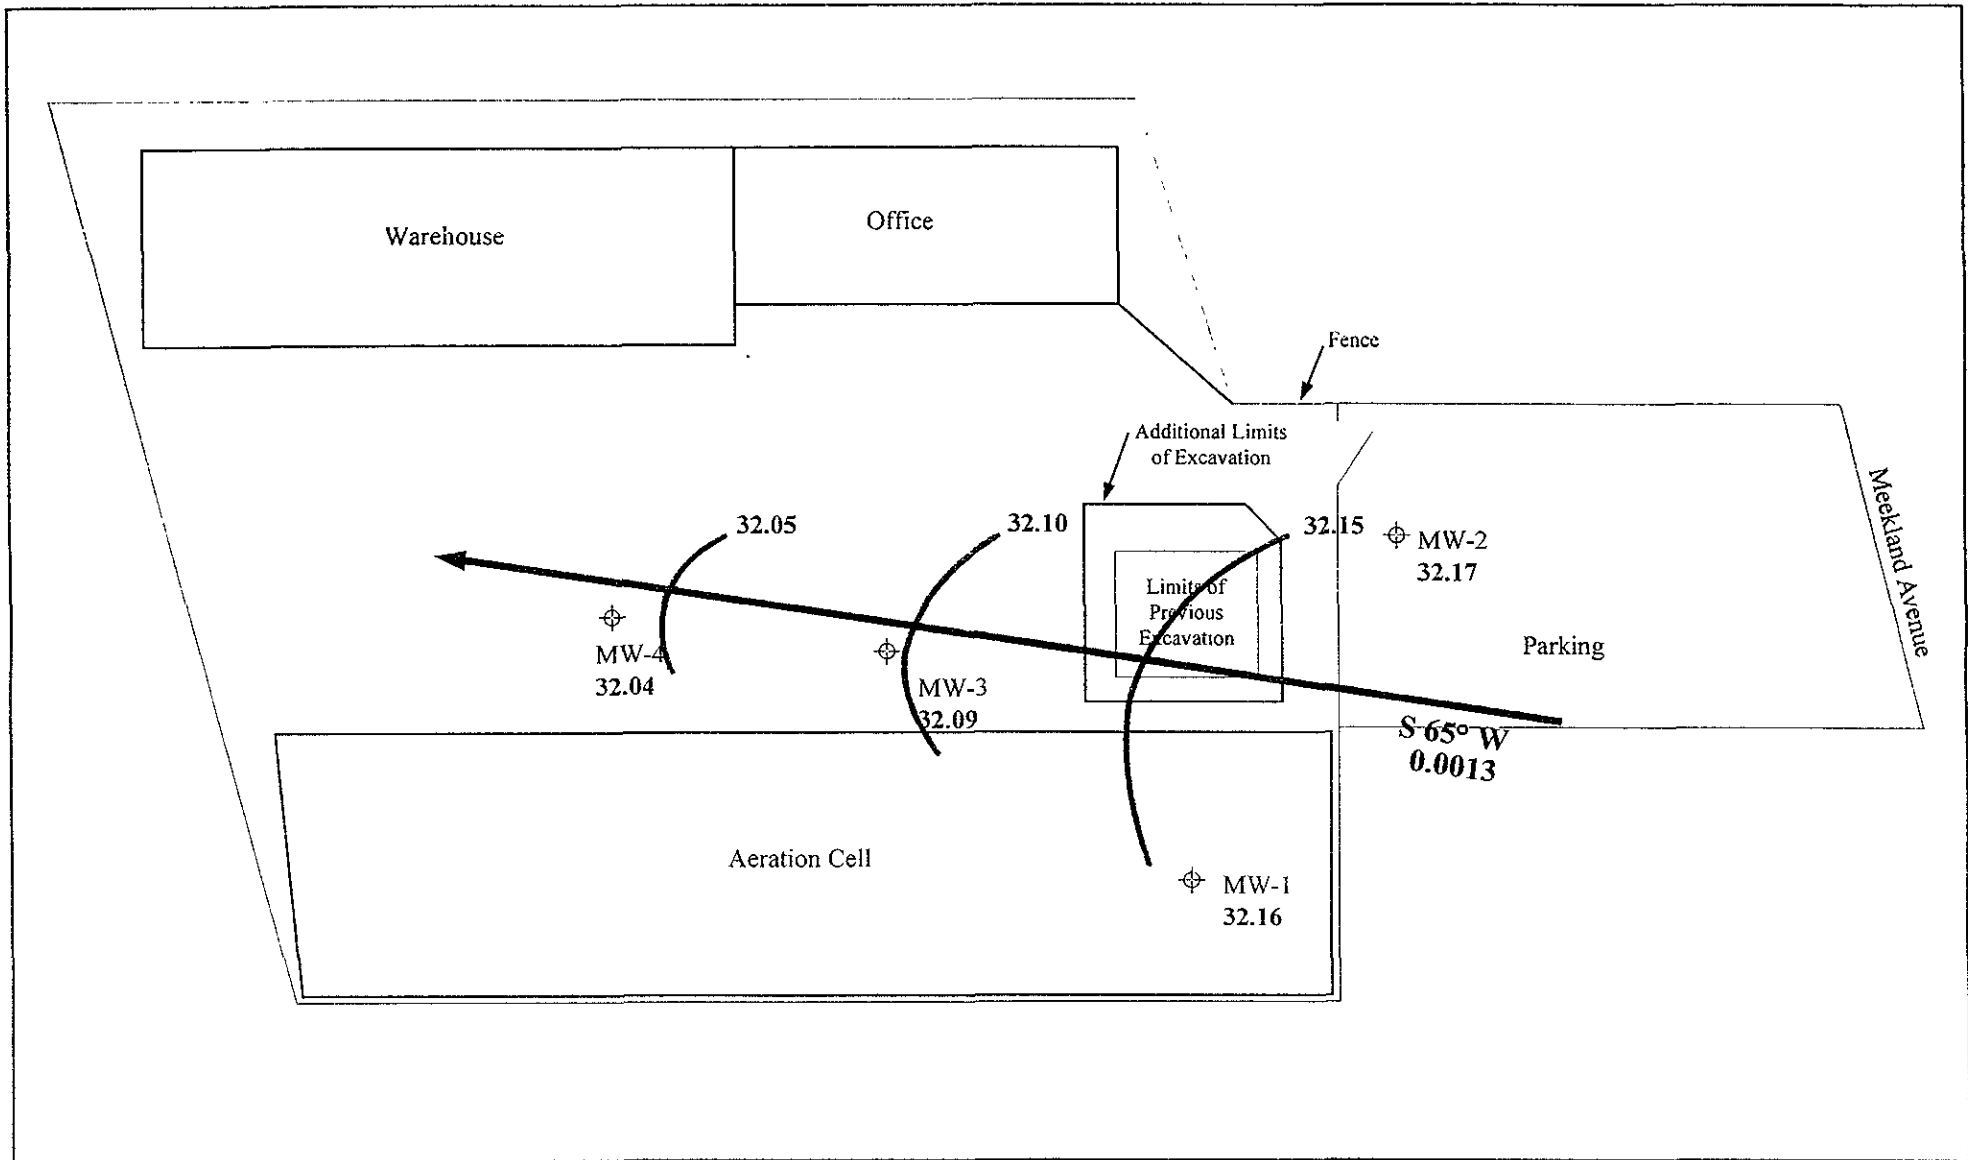 Office
Warehouse
Fence
Additional Limits
of Excavation
32.05
32.10
32.15
MW-2
32.17
Meekland Avenue
Limits of
Previous
Excavation
Parking
MW-4
32.04
MW-3
32.09
S 65° W
0.0013
Aeration Cell
MW-1
32.16